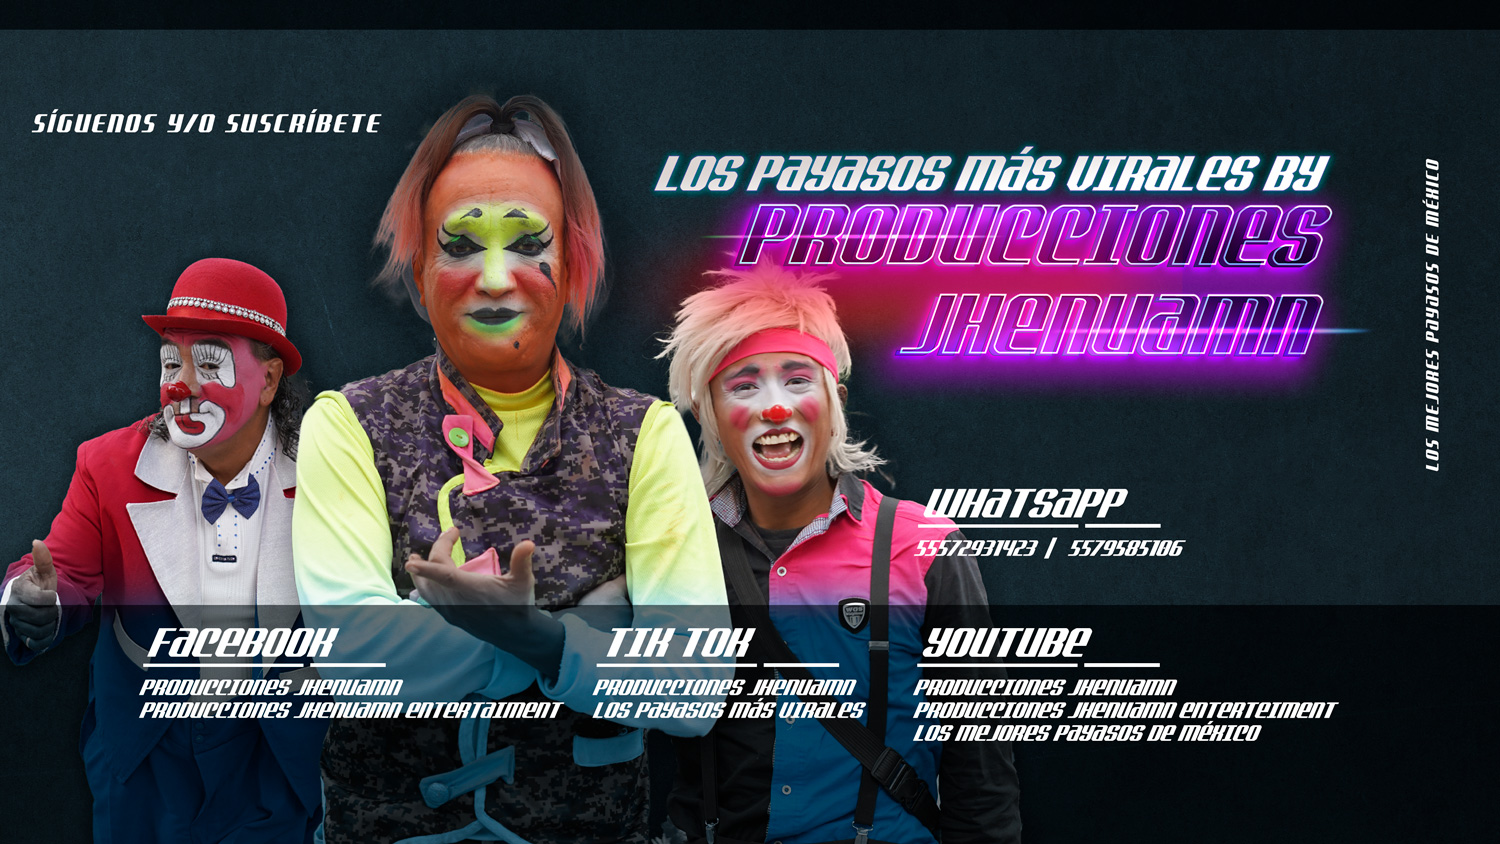 SÍGUENOS Y/O SUSCRÍBETE
LOS PAYASOS MÁS VIRALES BY
PRODUCCIONES
JHENUAMN
LOS MEJORES PAYASOS DE MÉXICO
WHATSAPP
55572931423 / 5579585186
FACEBOOK
PRODUCCIONES JHENUAMN
PRODUCCIONES JHENUAMN ENTERTAIMENT
TIK TOK
PRODUCCIONES JHENUAMN
LOS PAYASOS MÁS VIRALES
YOUTUBE
PRODUCCIONES JHENUAMN
PRODUCCIONES JHENUAMN ENTERTEIMENT
LOS MEJORES PAYASOS DE MÉXICO